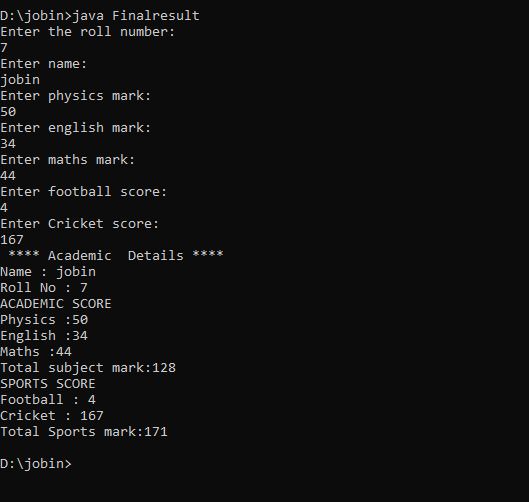 D:\jobin>java Finalresult
Enter the roll number:
7
Enter name:
jobin
Enter physics mark:
50
Enter english mark:
34
Enter maths mark:
44
Enter football score:
4
Enter Cricket score:
167
 **** Academic  Details ****
Name : jobin
Roll No : 7
ACADEMIC SCORE
Physics :50
English :34
Maths :44
Total subject mark:128
SPORTS SCORE
Football : 4
Cricket : 167
Total Sports mark:171
D:\jobin>